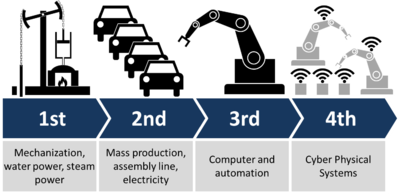 1st
2nd
3rd
4th
Mechanization,
water power, steam
power
Mass production,
assembly line,
electricity
Computer and
automation
Cyber Physical
Systems